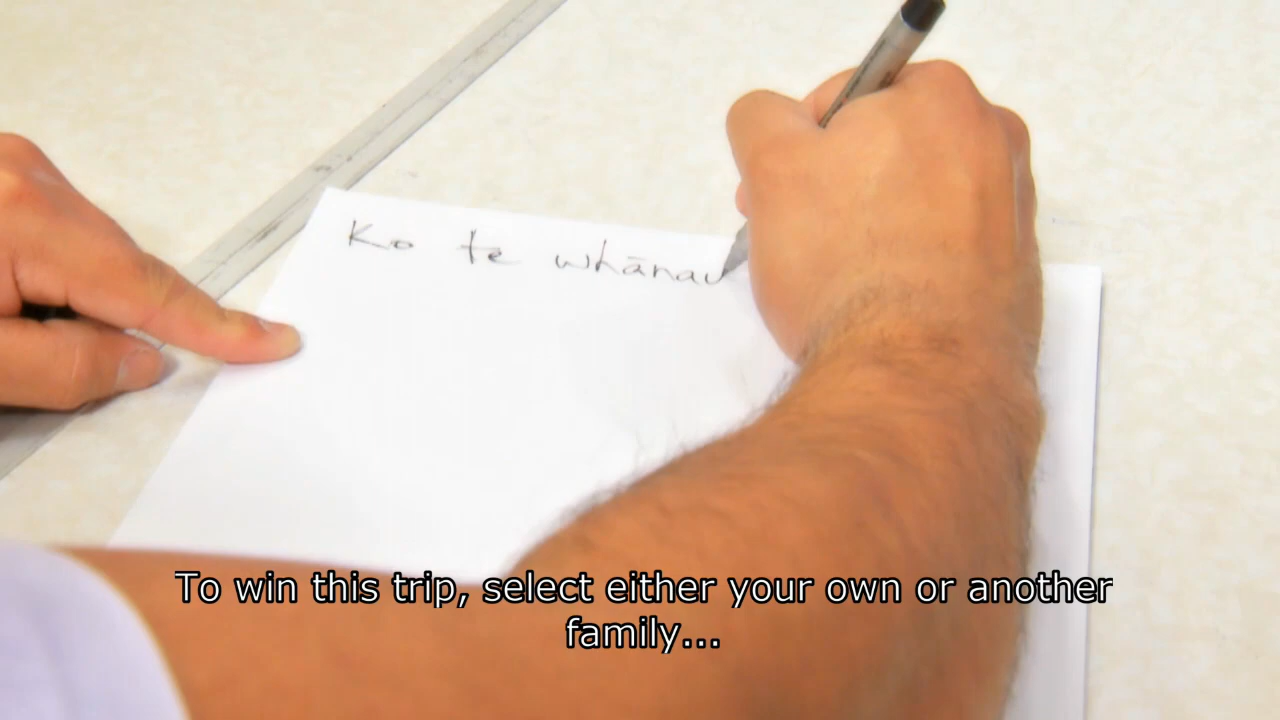 Ko te whānau
To win this trip, select either your own or another
family...